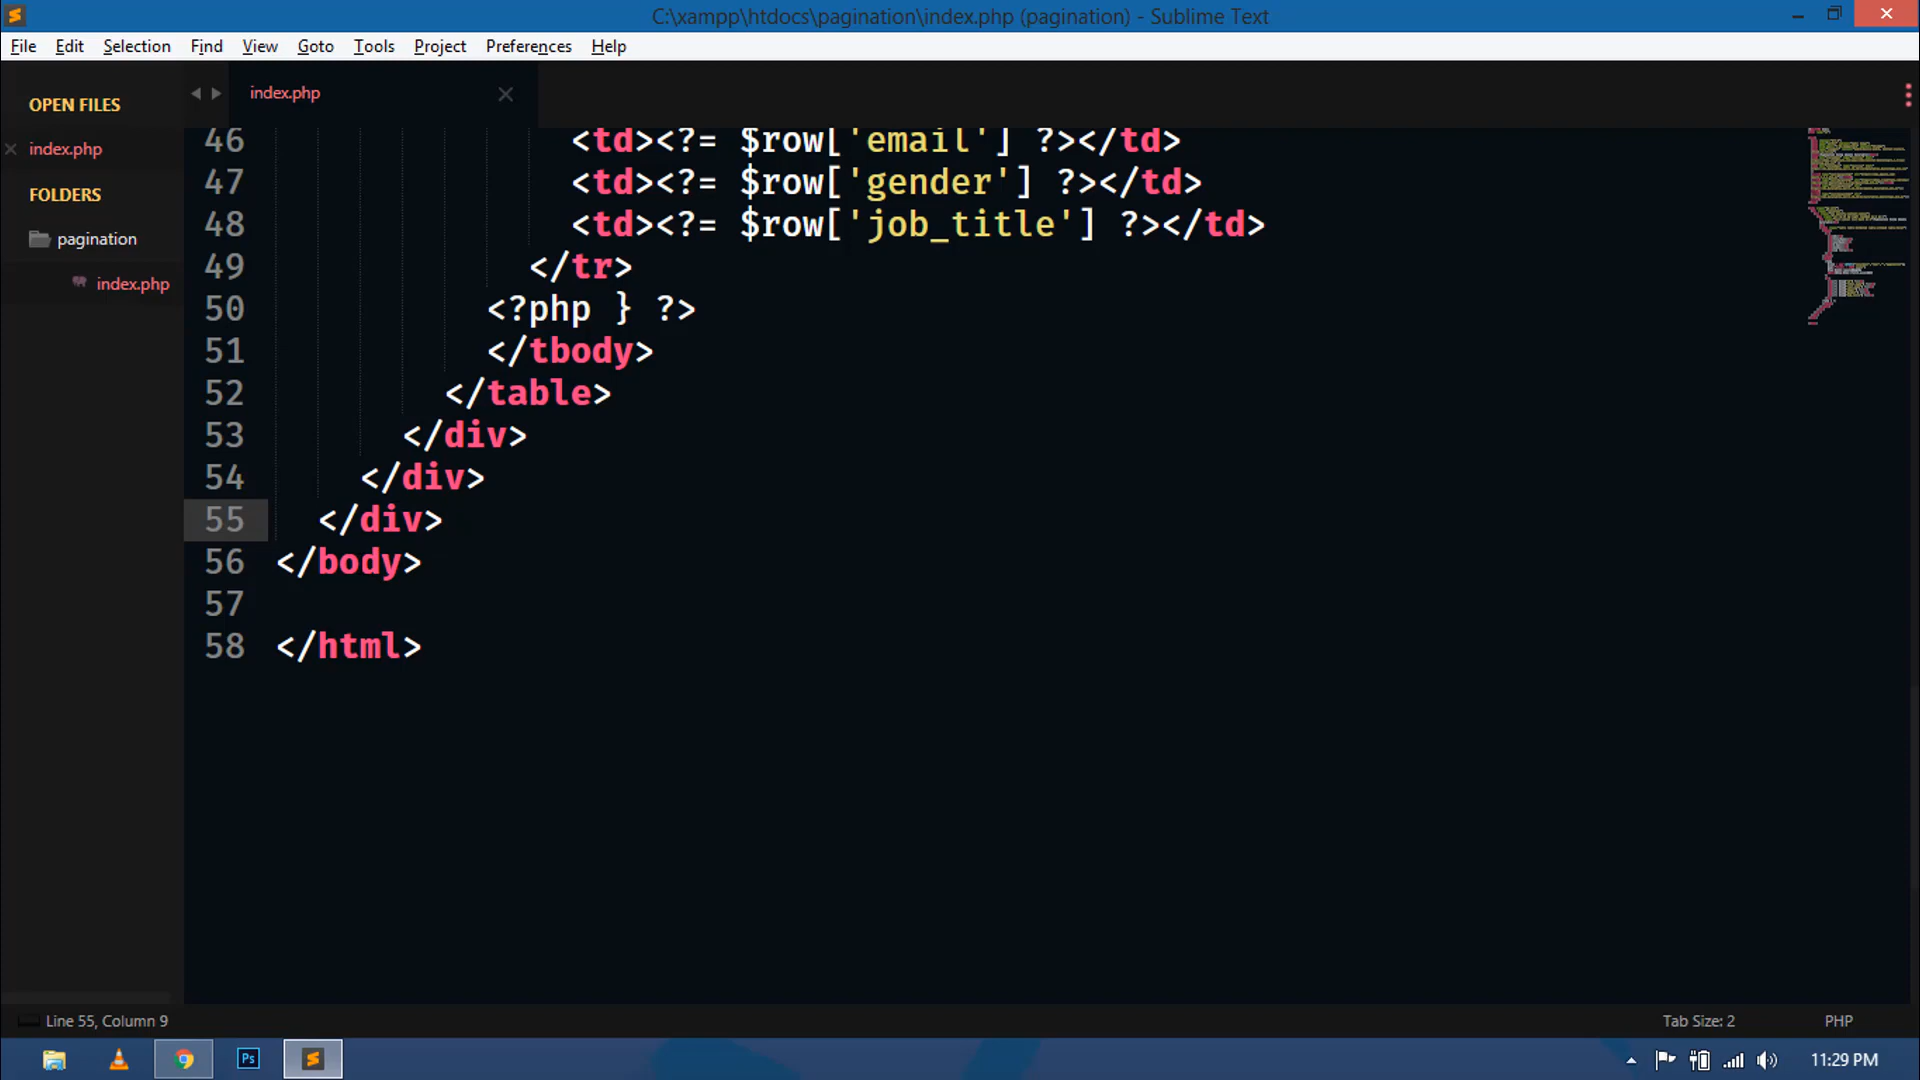 C:\xampp\htdocs\pagination\index.php (pagination) - Sublime Text
File Edit Selection Find View Goto Tools Project Preferences Help
OPEN FILES
index.php
FOLDERS
pagination
index.php
index.php
46 <td><?= $row['email'] ?></td>
47 <td><?= $row['gender'] ?></td>
48 <td><?= $row['job_title'] ?></td>
49 </tr>
50 <?php } ?>
51 </tbody>
52 </table>
53 </div>
54 </div>
55 </div>
56 </body>
57
58 </html>
Line 55, Column 9
Tab Size: 2
PHP
Ps
11:29 PM